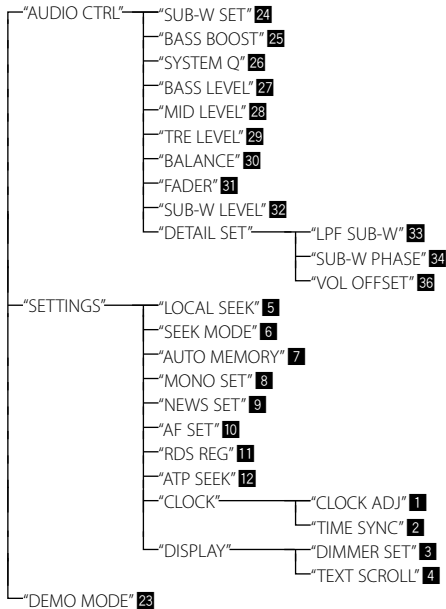 “AUDIO CTRL” “SUB-W SET” 24
“BASS BOOST” 25
“SYSTEM Q” 26
“BASS LEVEL” 27
“MID LEVEL” 28
“TRE LEVEL” 29
“BALANCE” 30
“FADER” 31
“SUB-W LEVEL” 32
“DETAIL SET” “LPF SUB-W” 33
“SUB-W PHASE” 34
“VOL OFFSET” 36
“SETTINGS” “LOCAL SEEK” 5
“SEEK MODE” 6
“AUTO MEMORY” 7
“MONO SET” 8
“NEWS SET” 9
“AF SET” 10
“RDS REG” 11
“ATP SEEK” 12
“CLOCK” “CLOCK ADJ” 1
“TIME SYNC” 2
“DISPLAY” “DIMMER SET” 3
“TEXT SCROLL” 4
“DEMO MODE” 23